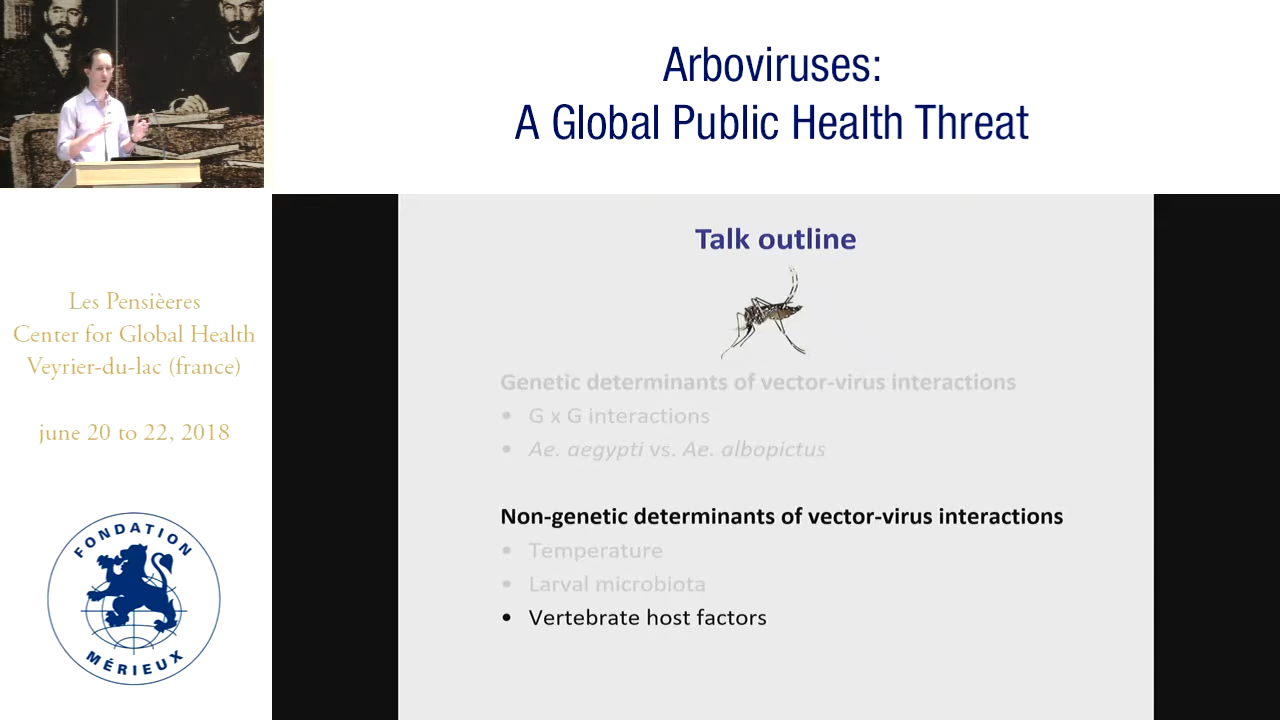 Arboviruses:
A Global Public Health Threat
Les Pensièeres
Center for Global Health
Veyrier-du-lac (france)
june 20 to 22, 2018
FONDATION
MÉRIEUX
Talk outline
Genetic determinants of vector-virus interactions
• G x G interactions
• Ae. aegypti vs. Ae. albopictus
Non-genetic determinants of vector-virus interactions
• Temperature
• Larval microbiota
• Vertebrate host factors